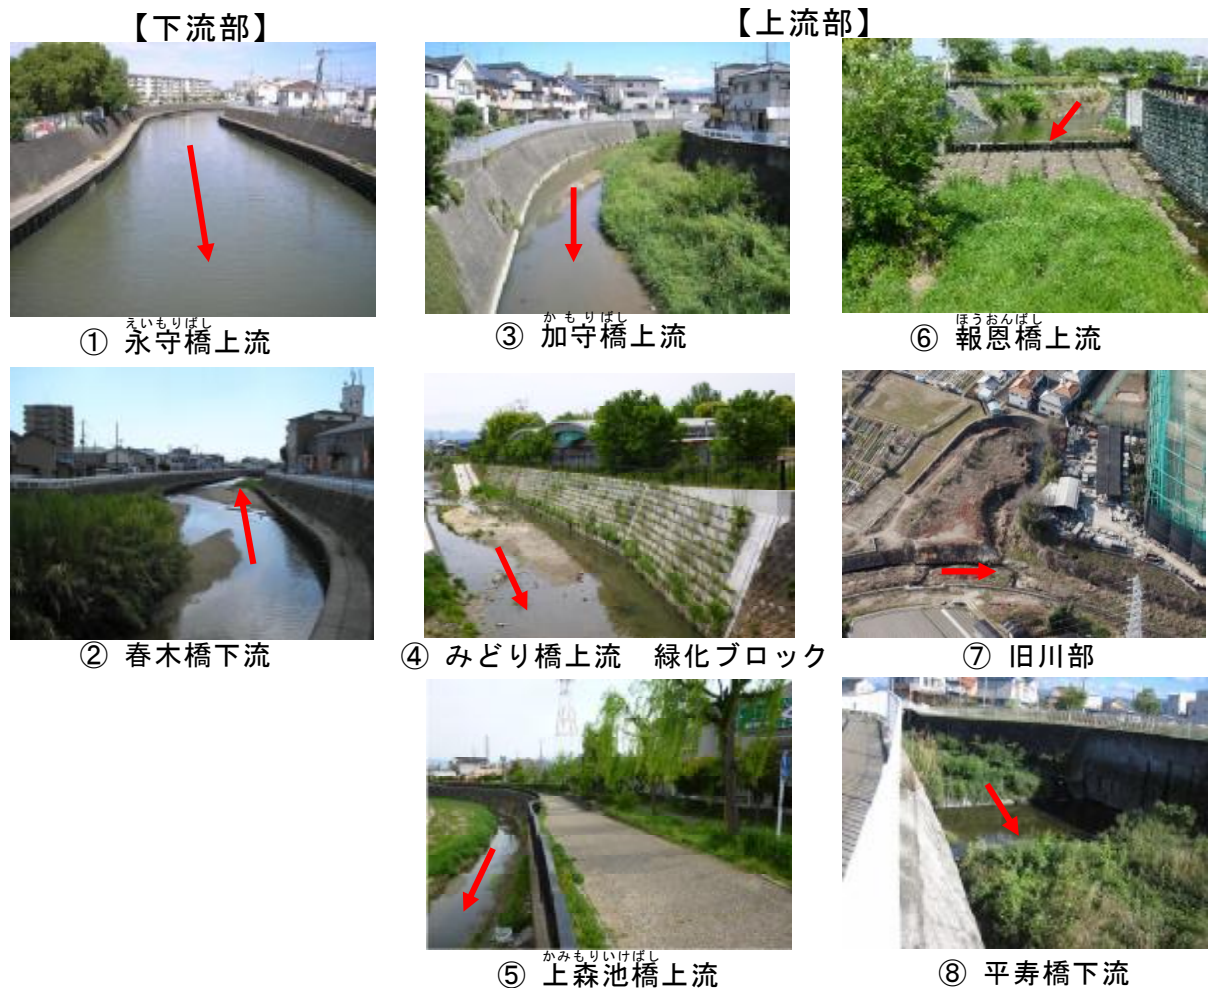 【下流部】
【上流部】
えいもりばし
① 永守橋上流
かもりばし
③ 加守橋上流
ほうおんばし
⑥ 報恩橋上流
② 春木橋下流
④ みどり橋上流　緑化ブロック
⑦ 旧川部
かみもりいけばし
⑤ 上森池橋上流
⑧ 平寿橋下流